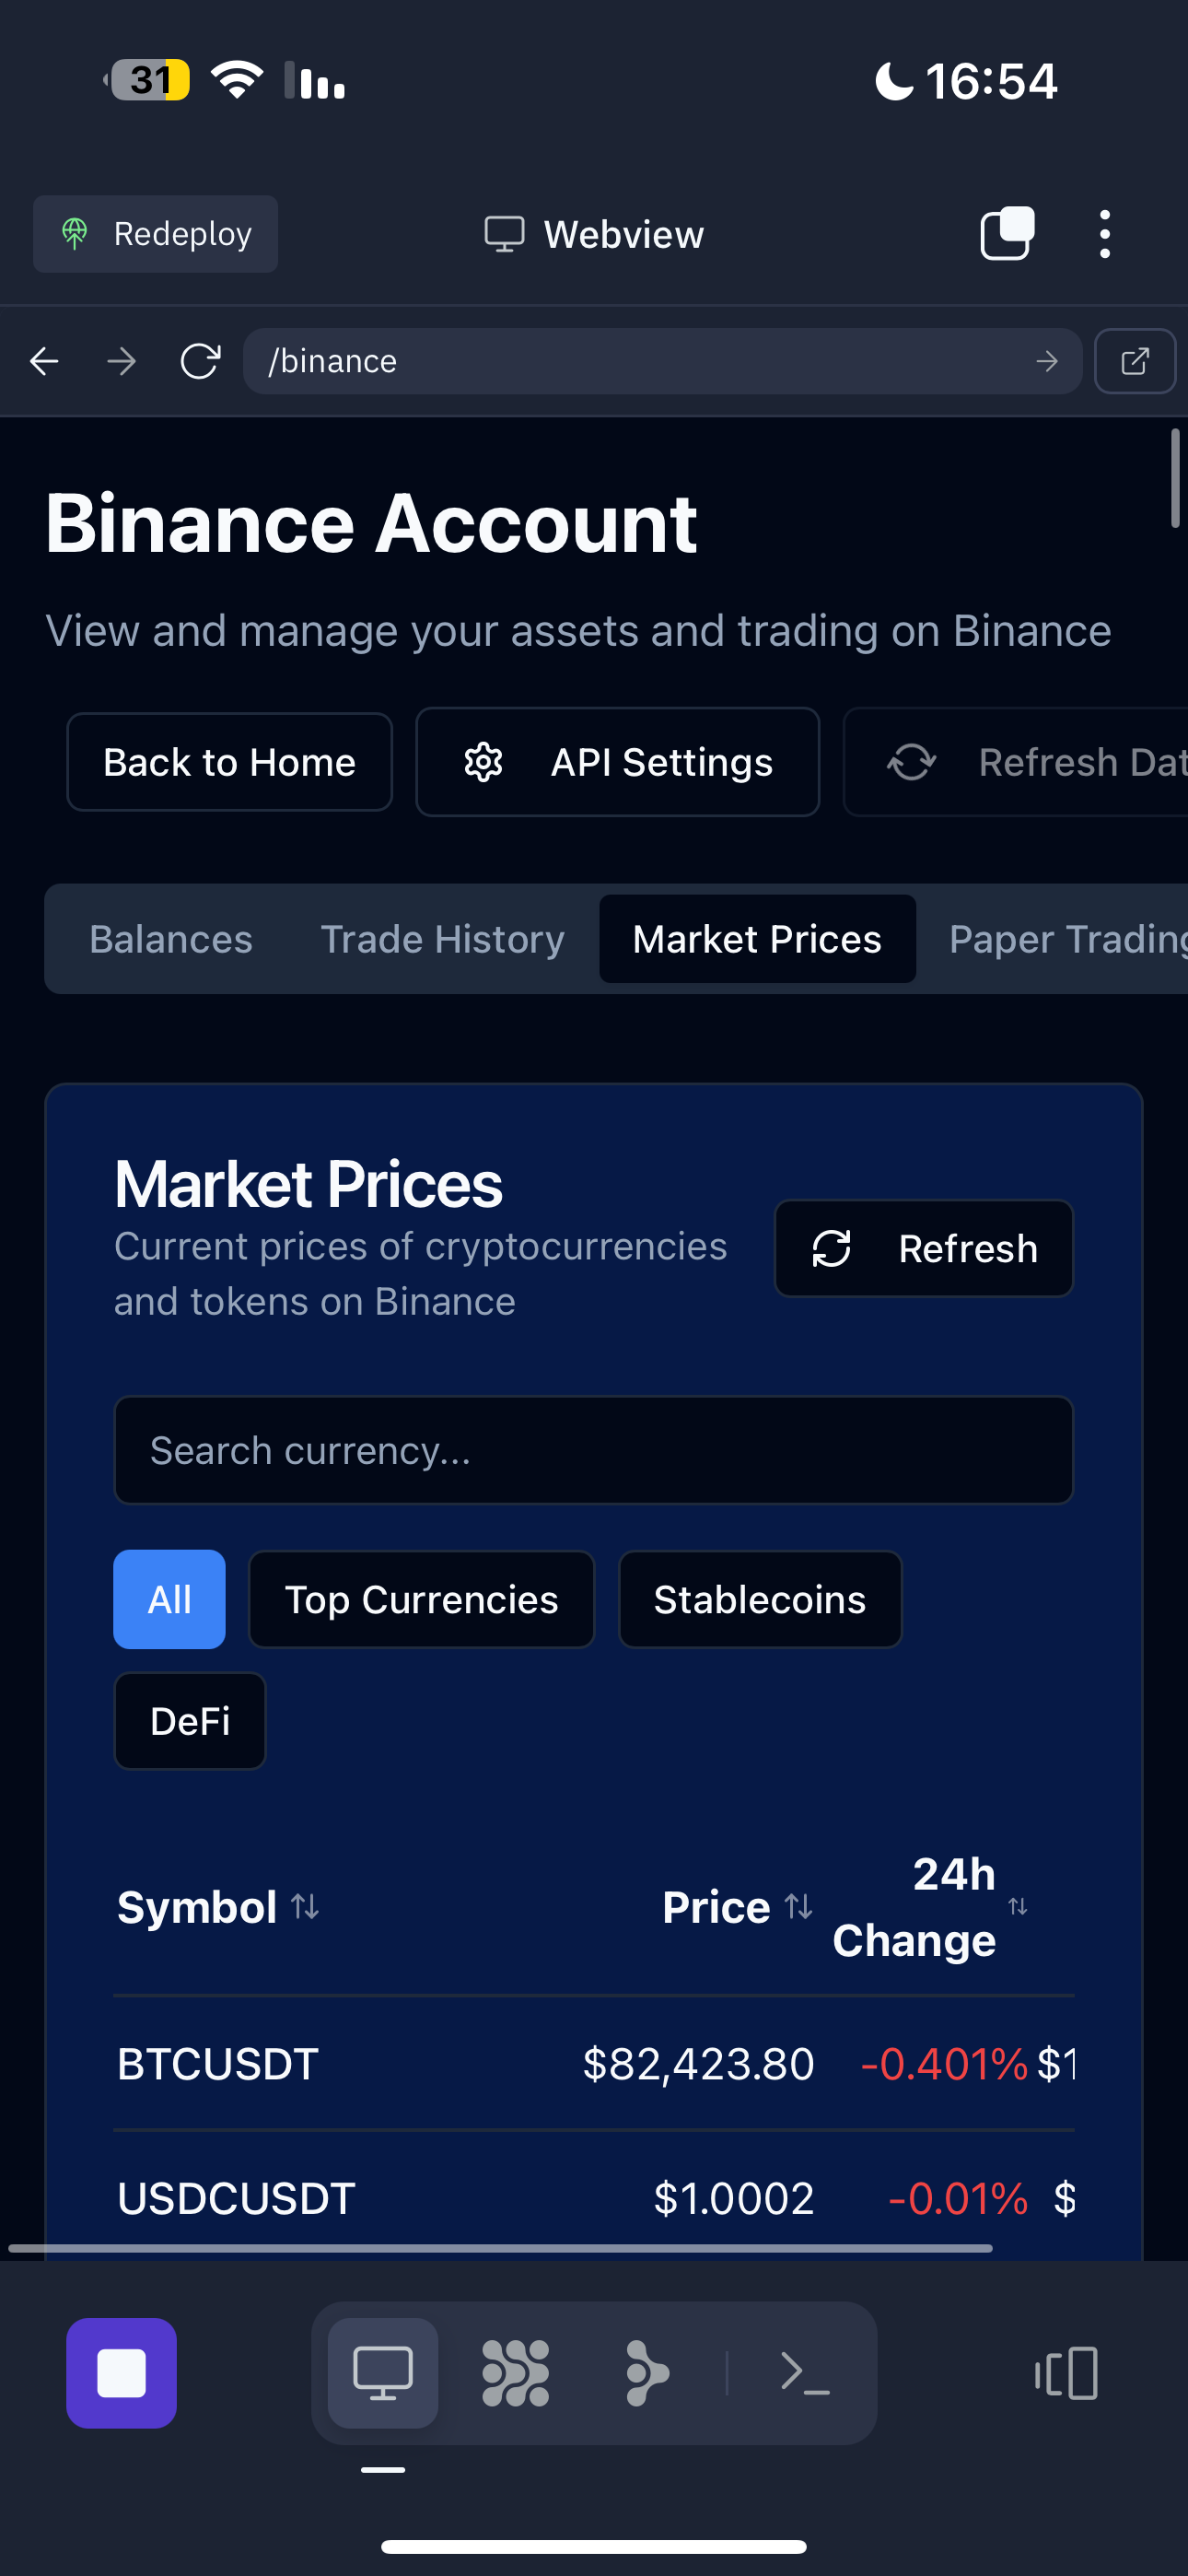 31
16:54
Redeploy
Webview
/binance
Binance Account
View and manage your assets and trading on Binance
Back to Home
API Settings
Refresh Dat
Balances
Trade History
Market Prices
Paper Trading
Market Prices
Current prices of cryptocurrencies
and tokens on Binance
Refresh
Search currency...
All
Top Currencies
Stablecoins
DeFi
Symbol
Price
24h
Change
BTCUSDT $82,423.80 -0.401% $1
USDCUSDT $1.0002 -0.01% $